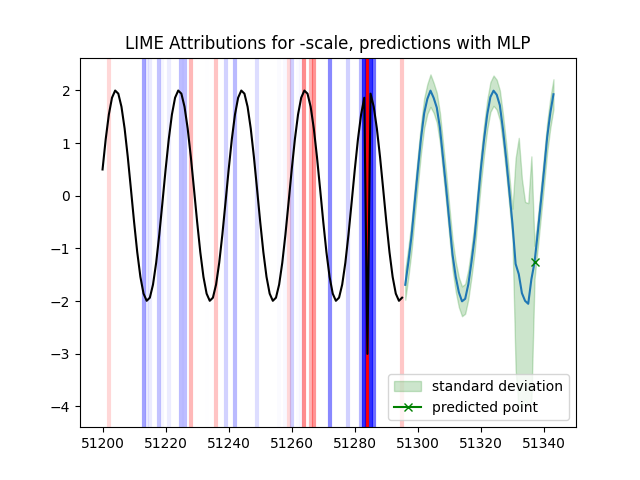 LIME Attributions for -scale, predictions with MLP
2
1
0
−1
−2
−3
−4
standard deviation
predicted point
51200 51220 51240 51260 51280 51300 51320 51340